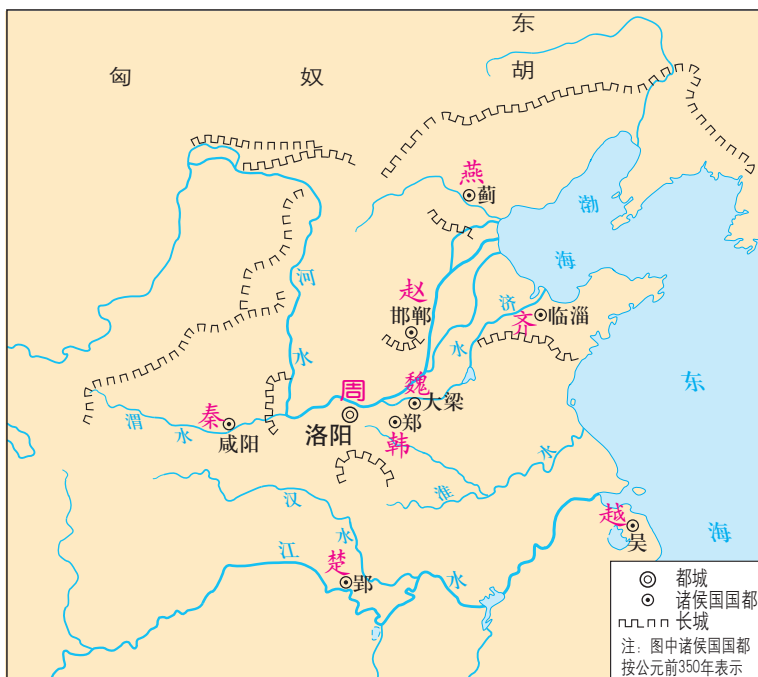 东
胡
匈 奴
燕
蓟
渤
海
河
水
赵
邯郸
济
水
齐
临淄
东
海
周
洛阳
魏
大梁
郑
韩
秦
咸阳
渭
水
淮
水
汉
水
江
水
楚
郢
越
吴
都城
诸侯国国都
长城
注：图中诸侯国国都
按公元前350年表示